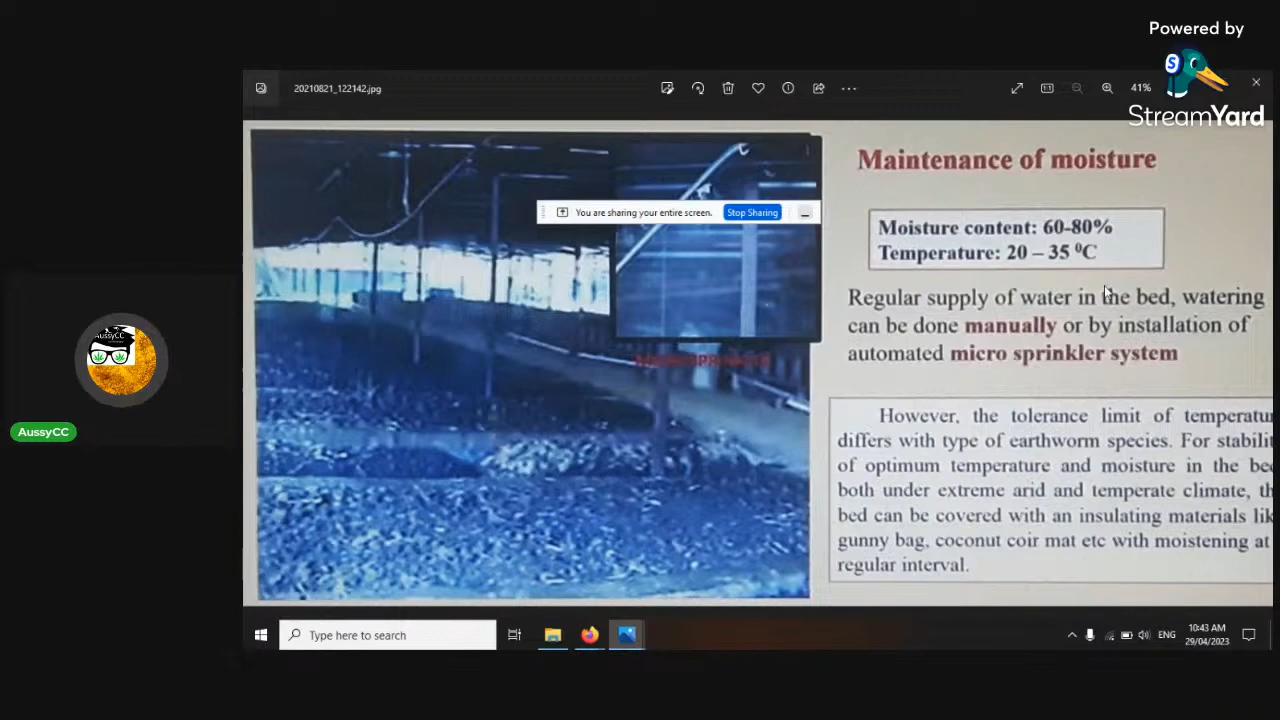 Powered by
StreamYard
20210821_122142.jpg
41%
You are sharing your entire screen.
Stop Sharing
Maintenance of moisture
Moisture content: 60-80%
Temperature: 20 – 35 ⁰C
Regular supply of water in the bed, watering
can be done manually or by installation of
automated micro sprinkler system
However, the tolerance limit of temperatu
differs with type of earthworm species. For stabilit
of optimum temperature and moisture in the be
both under extreme arid and temperate climate, th
bed can be covered with an insulating materials lik
gunny bag, coconut coir mat etc with moistening at
regular interval.
AussyCC
AussyCC
Type here to search
ENG
10:43 AM
29/04/2023